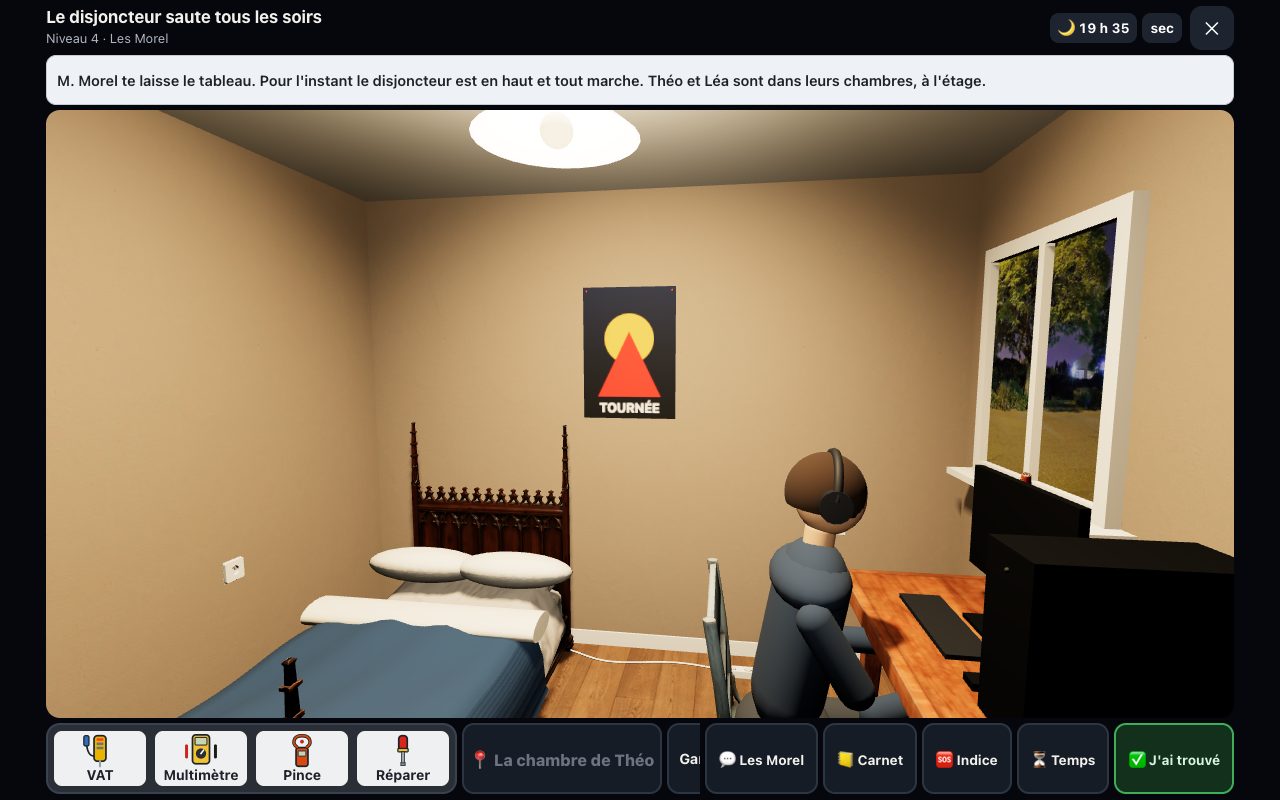 Le disjoncteur saute tous les soirs
Niveau 4 · Les Morel
19 h 35
sec
M. Morel te laisse le tableau. Pour l'instant le disjoncteur est en haut et tout marche. Théo et Léa sont dans leurs chambres, à l'étage.
TOURNÉE
VAT
Multimètre
Pince
Réparer
La chambre de Théo
Les Morel
Carnet
SOS Indice
Temps
J'ai trouvé